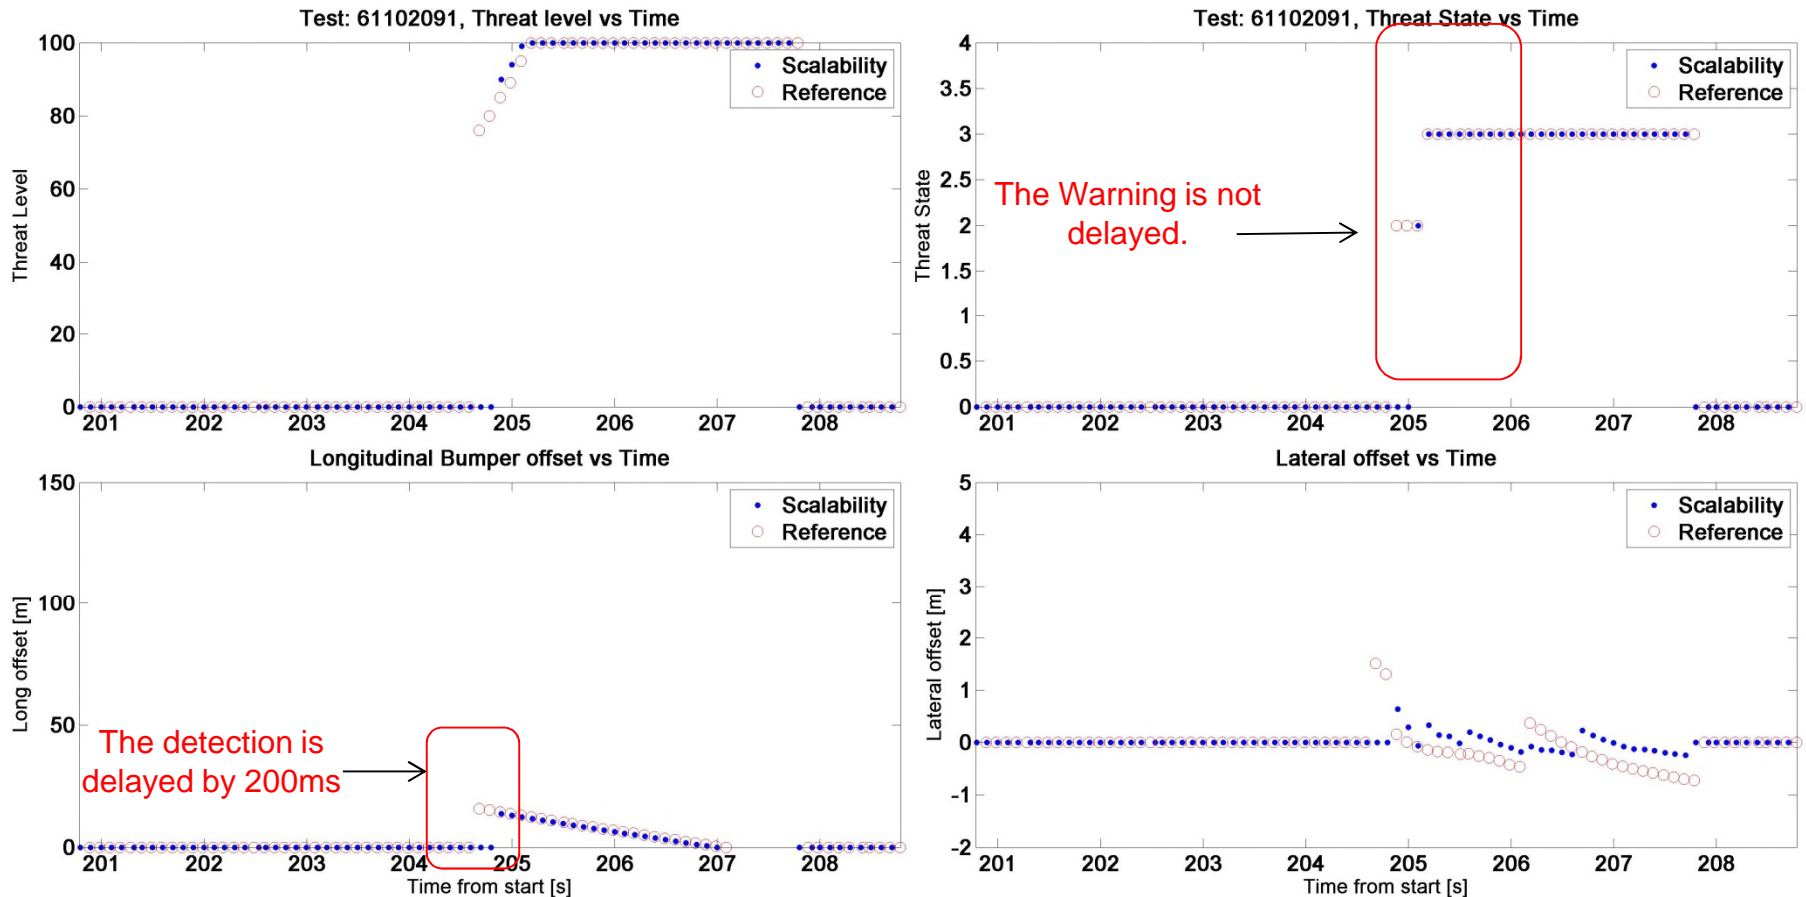 Test: 61102091, Threat level vs Time
100
80
60
40
20
0
Threat Level
201 202 203 204 205 206 207 208
Scalability
Reference
Test: 61102091, Threat State vs Time
4
3.5
3
2.5
2
1.5
1
0.5
0
Threat State
201 202 203 204 205 206 207 208
Scalability
Reference
The Warning is not
delayed.
Longitudinal Bumper offset vs Time
150
100
50
0
Long offset [m]
201 202 203 204 205 206 207 208
Time from start [s]
Scalability
Reference
The detection is
delayed by 200ms
Lateral offset vs Time
5
4
3
2
1
0
-1
-2
Lateral offset [m]
201 202 203 204 205 206 207 208
Time from start [s]
Scalability
Reference